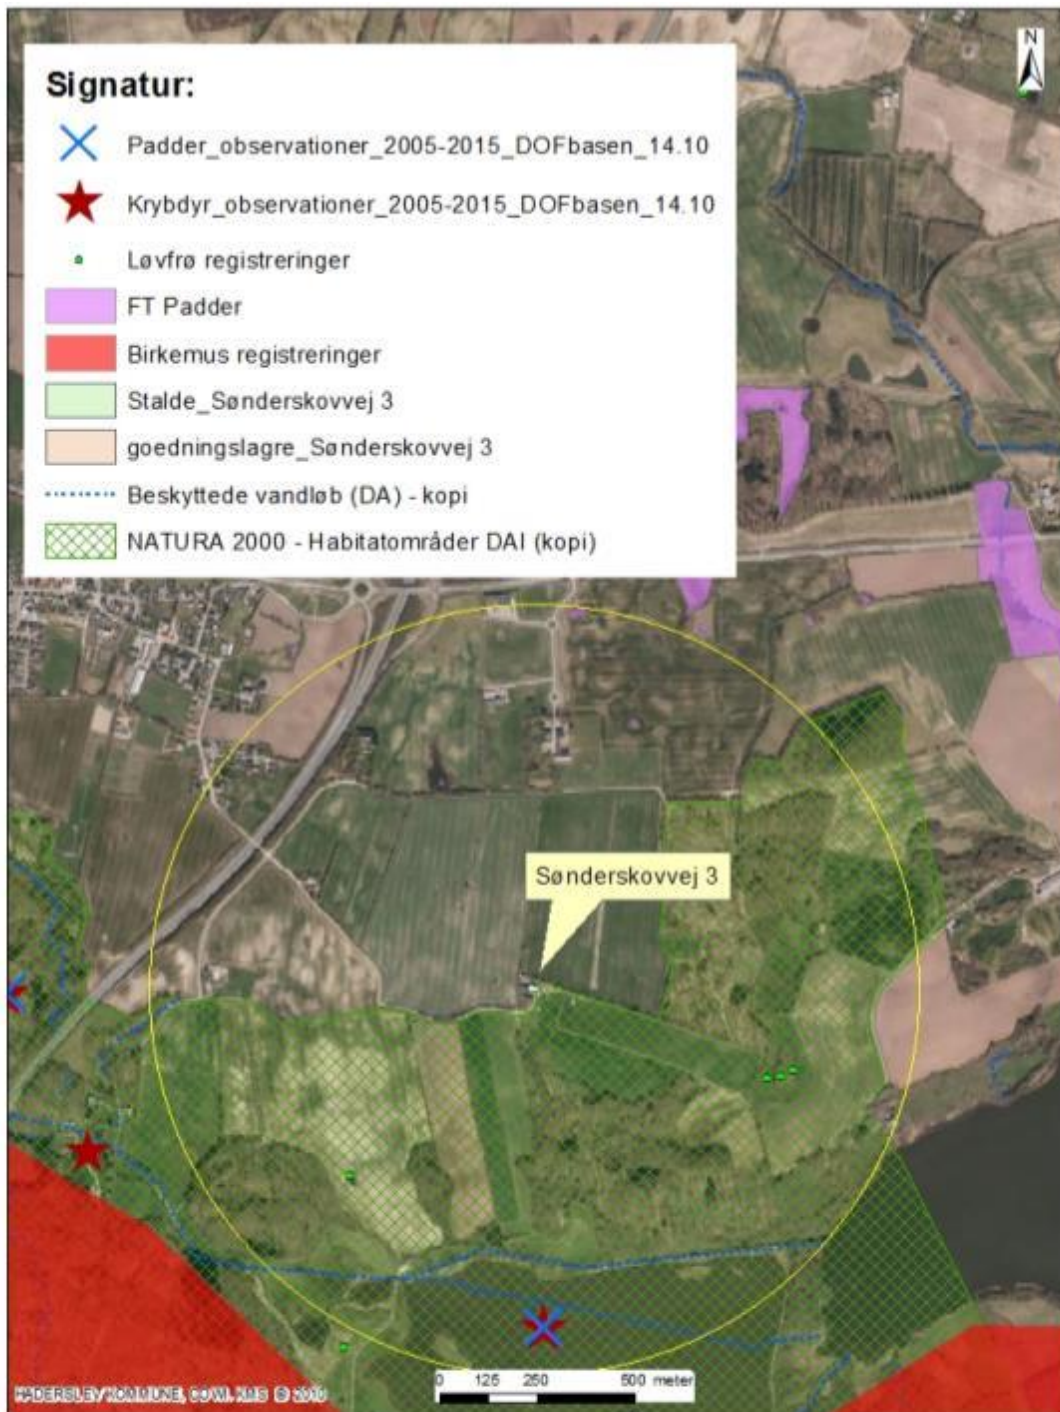 N
Signatur:
Padder_observationer_2005-2015_DOFbasen_14.10
Krybdyr_observationer_2005-2015_DOFbasen_14.10
Løvfrø registreringer
FT Padder
Birkemus registreringer
Stalde_Sønderskovvej 3
goedningslagre_Sønderskovvej 3
Beskyttede vandløb (DA) - kopi
NATURA 2000 - Habitatområder DAI (kopi)
Sønderskovvej 3
0 125 250 500 meter
HADERSLEV KOMMUNE, COWI, KMS © 2010